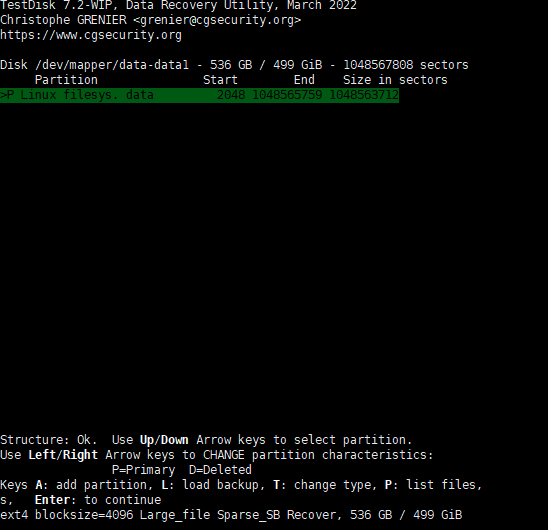 TestDisk 7.2-WIP, Data Recovery Utility, March 2022
Christophe GRENIER <grenier@cgsecurity.org>
https://www.cgsecurity.org
Disk /dev/mapper/data-data1 - 536 GB / 499 GiB - 1048567808 sectors
Partition Start End Size in sectors
>P Linux filesys. data 2048 1048565759 1048563712
Structure: Ok. Use Up/Down Arrow keys to select partition.
Use Left/Right Arrow keys to CHANGE partition characteristics:
P=Primary D=Deleted
Keys A: add partition, L: load backup, T: change type, P: list files,
s, Enter: to continue
ext4 blocksize=4096 Large_file Sparse_SB Recover, 536 GB / 499 GiB